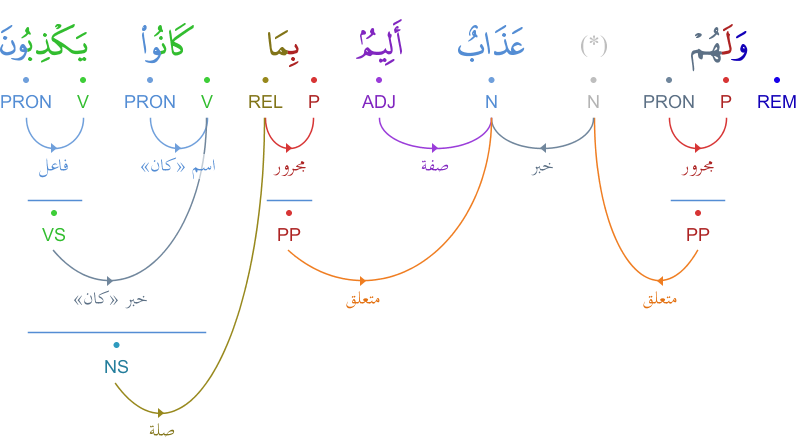 وَلَهُمْ (*) عَذَابٌ أَلِيمٌۢ بِمَا كَانُوا۟ يَكْذِبُونَ
REM P PRON N N ADJ P REL V PRON V PRON
مجرور خبر صفة مجرور اسم «كان» فاعل
PP PP VS
متعلق متعلق خبر «كان»
NS
صلة